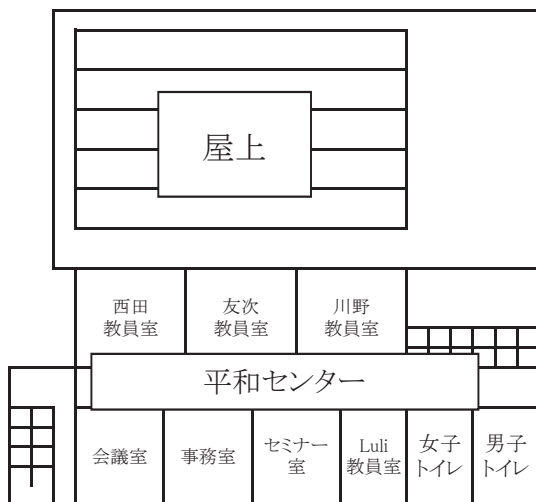 屋上
西田
教員室
友次
教員室
川野
教員室
平和センター
会議室
事務室
セミナー
室
Luli
教員室
女子
トイレ
男子
トイレ